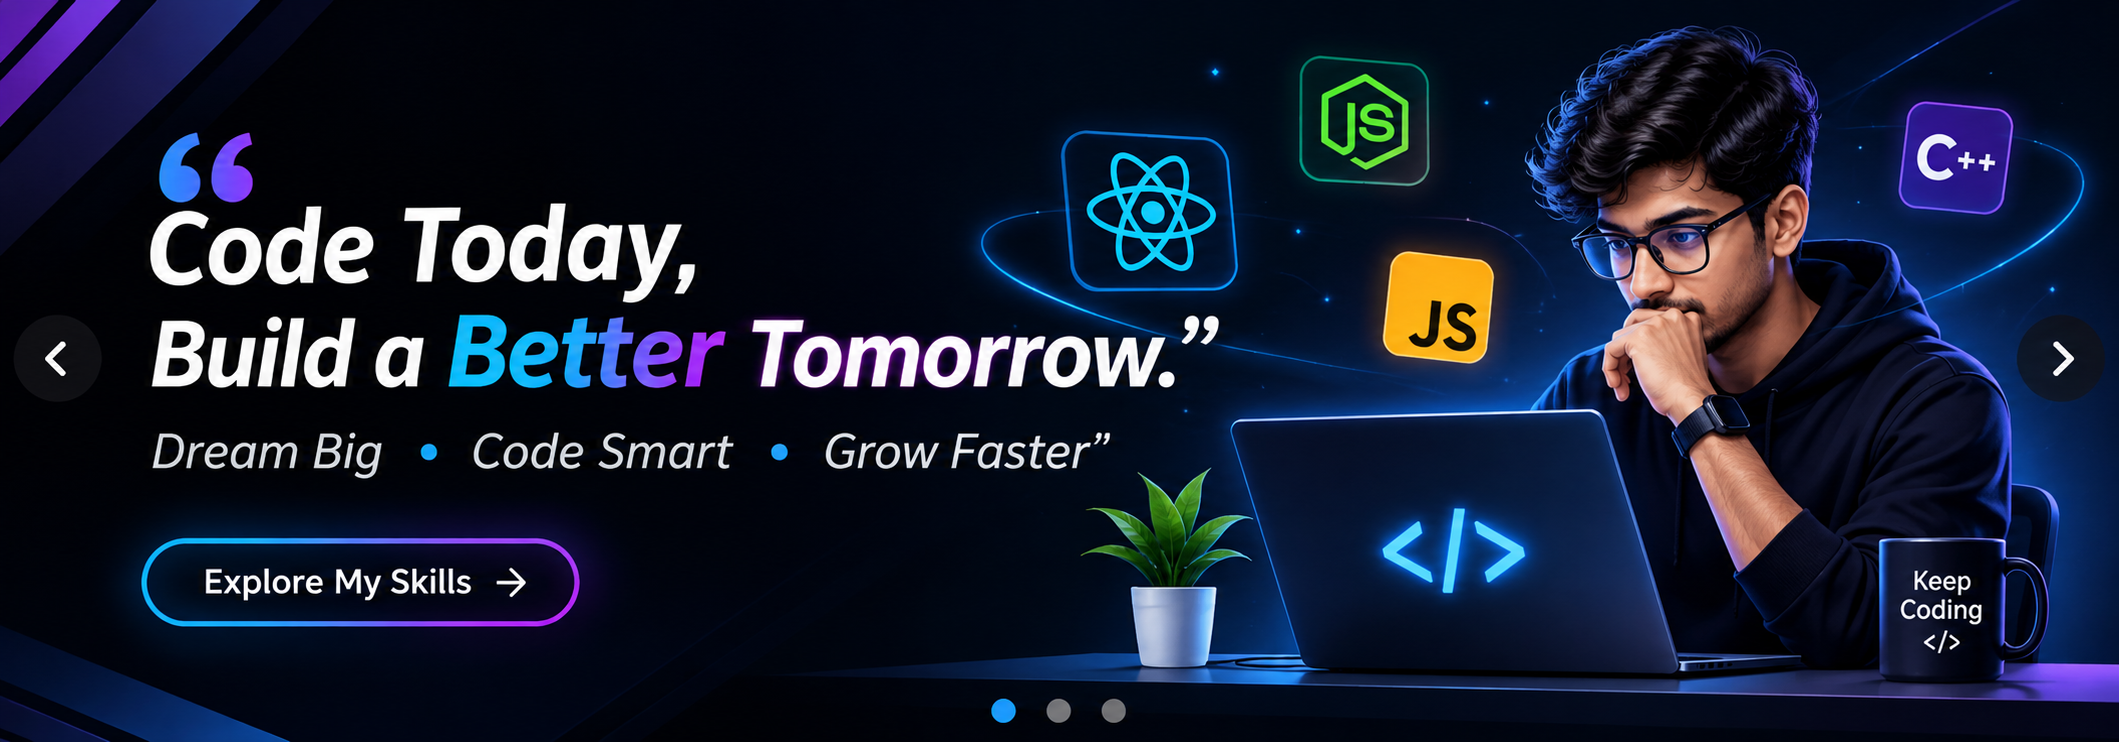 “
Code Today,
Build a Better Tomorrow.”
Dream Big • Code Smart • Grow Faster”
Explore My Skills →
JS
JS
C++
</>
Keep
Coding
</>